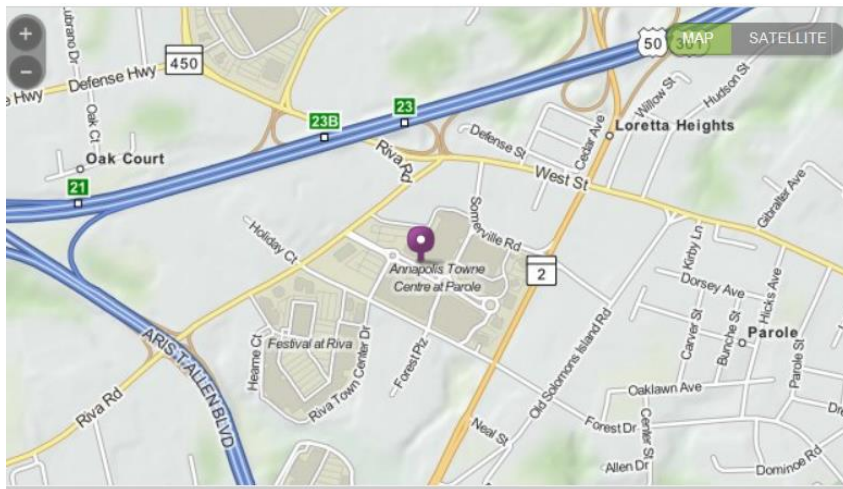 +
−
Lubrano Dr
450
Defense Hwy
e Hwy
Oak Ct
Oak Court
21
23B
23
50
301
MAP
SATELLITE
Willow St
Hudson St
Loretta Heights
Cedar Ave
Defense St
Riva Rd
West St
Gibralter Ave
Somerville Rd
Holiday Ct
Annapolis Towne
Centre at Parole
2
Kirby Ln
Dorsey Ave
Hicks Ave
Bunche St
Carver St
Parole
Parole St
Old Solomons Island Rd
ARIS T ALLEN BLVD
Hearne Ct
Festival at Riva
Riva Town Center Dr
Forest Plz
Riva Rd
Oaklawn Ave
Neal St
Forest Dr
Center St
Allen Dr
Dre
Dominoe Rd